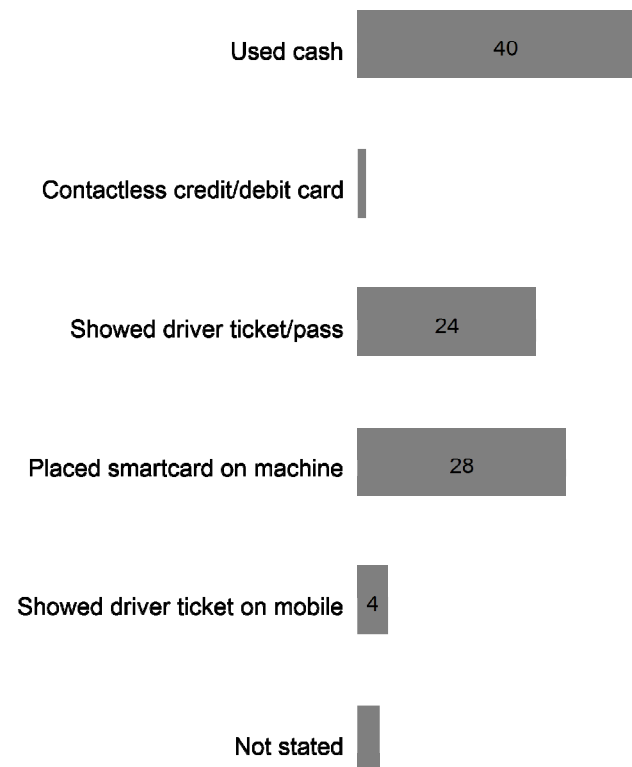 Used cash 40
Contactless credit/debit card
Showed driver ticket/pass 24
Placed smartcard on machine 28
Showed driver ticket on mobile 4
Not stated